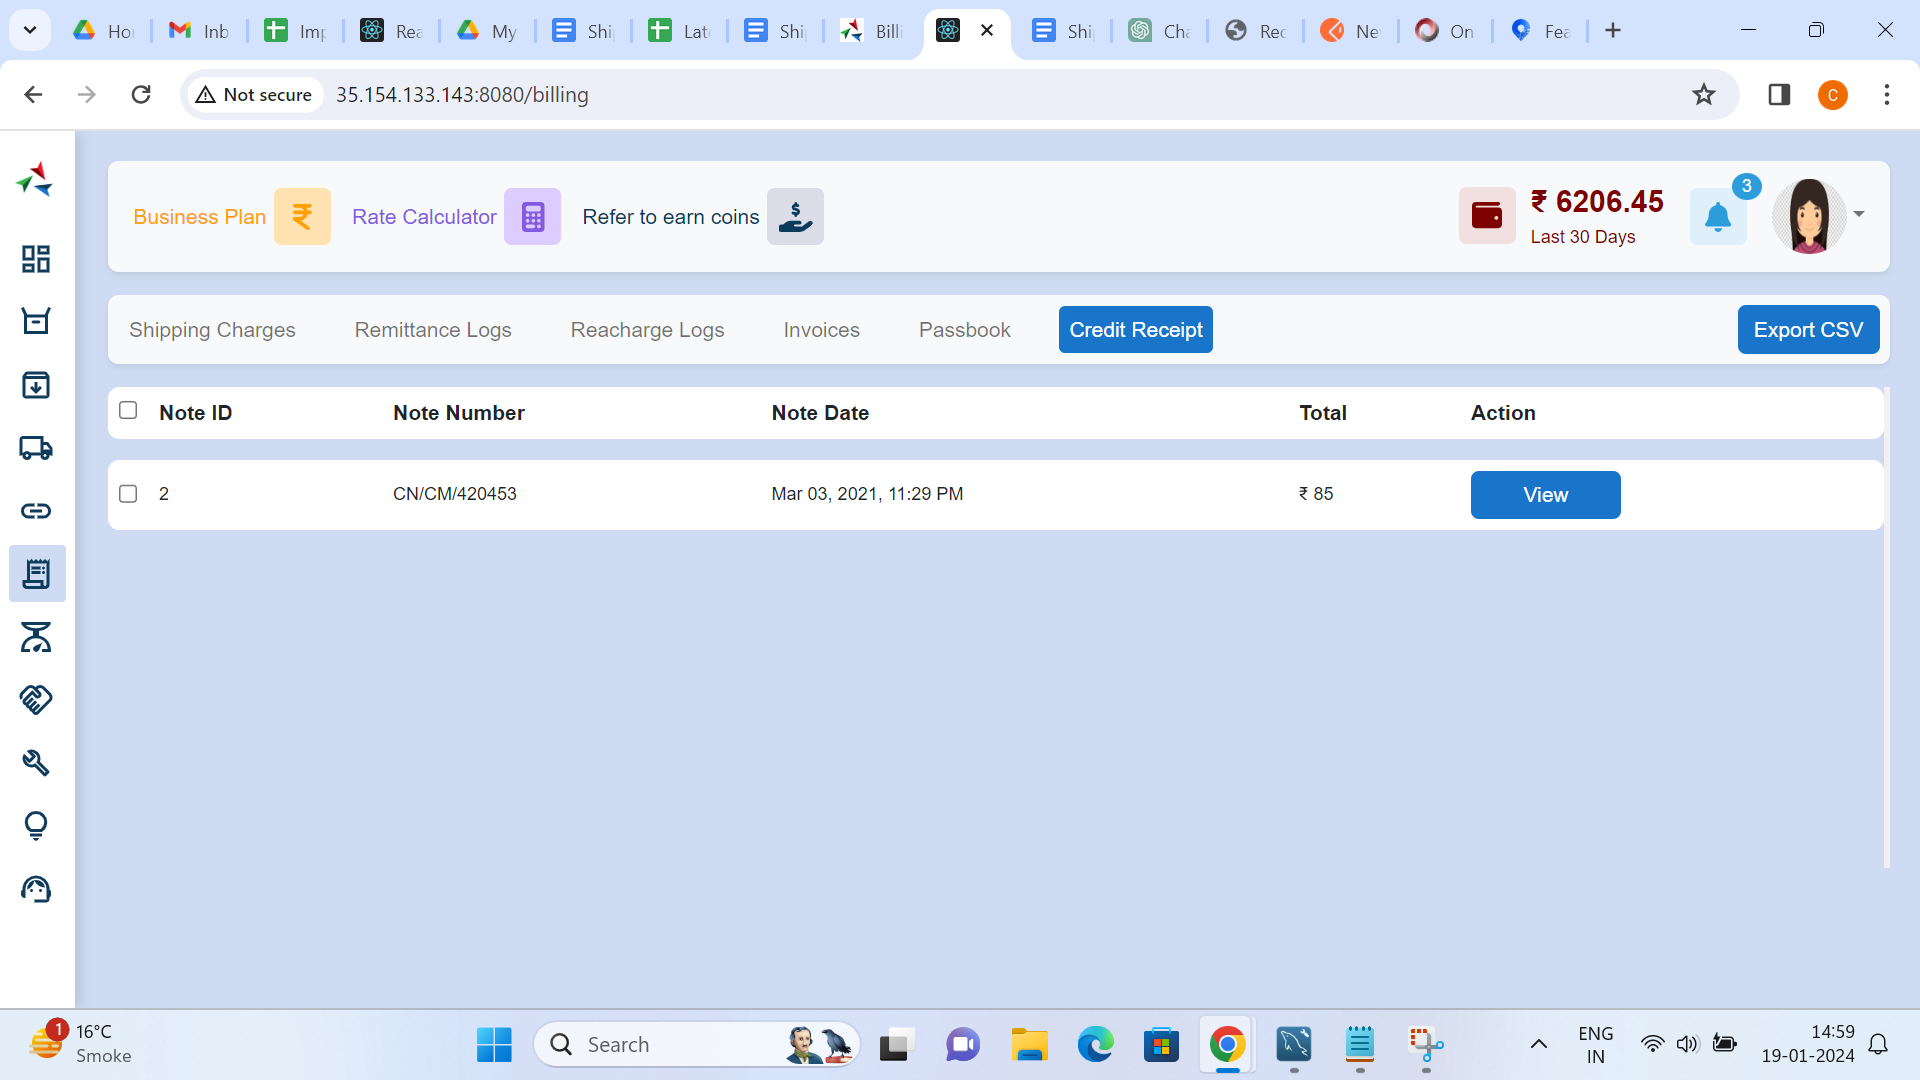 Ho
Inb
Imp
Rea
My
Ship
Late
Ship
Billi
Ship
Cha
Rec
Ne
On
Fea
Not secure
35.154.133.143:8080/billing
C
Business Plan
Rate Calculator
Refer to earn coins
₹ 6206.45
Last 30 Days
3
Shipping Charges
Remittance Logs
Reacharge Logs
Invoices
Passbook
Credit Receipt
Export CSV
Note ID
Note Number
Note Date
Total
Action
2
CN/CM/420453
Mar 03, 2021, 11:29 PM
₹ 85
View
1
16°C
Smoke
Search
ENG
IN
14:59
19-01-2024